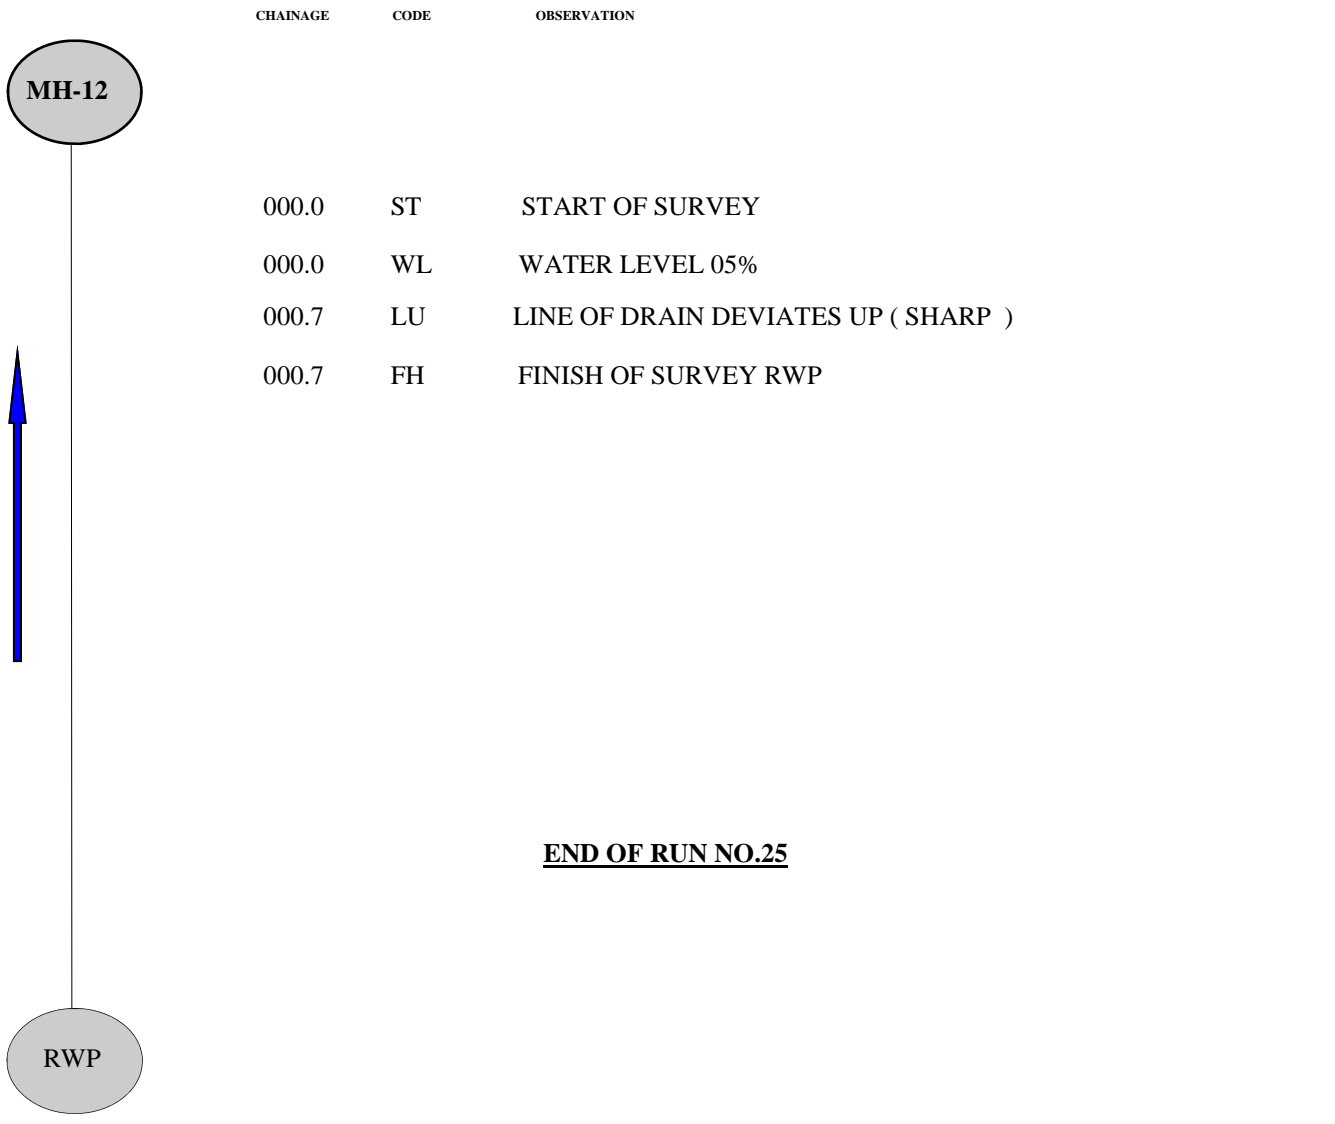 CHAINAGE CODE OBSERVATION
MH-12
000.0 ST START OF SURVEY
000.0 WL WATER LEVEL 05%
000.7 LU LINE OF DRAIN DEVIATES UP ( SHARP )
000.7 FH FINISH OF SURVEY RWP
END OF RUN NO.25
RWP